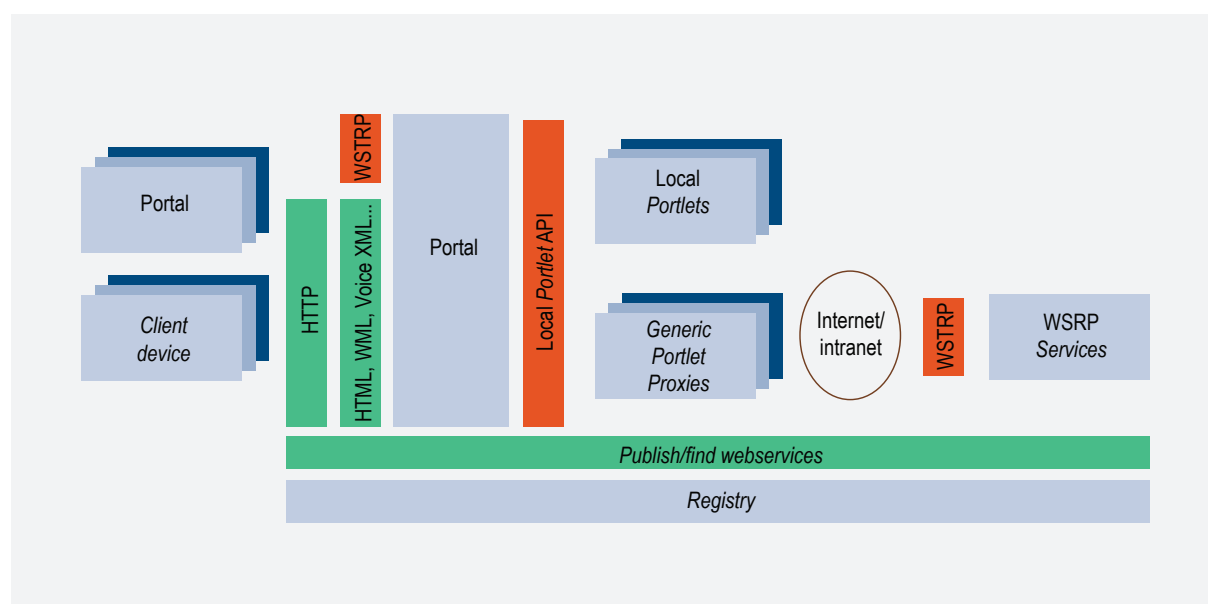 Portal
Client
device
HTTP
WSTRP
HTML, WML, Voice XML...
Portal
Local Portlet API
Local
Portlets
Generic
Portlet
Proxies
Internet/
intranet
WSTRP
WSRP
Services
Publish/find webservices
Registry